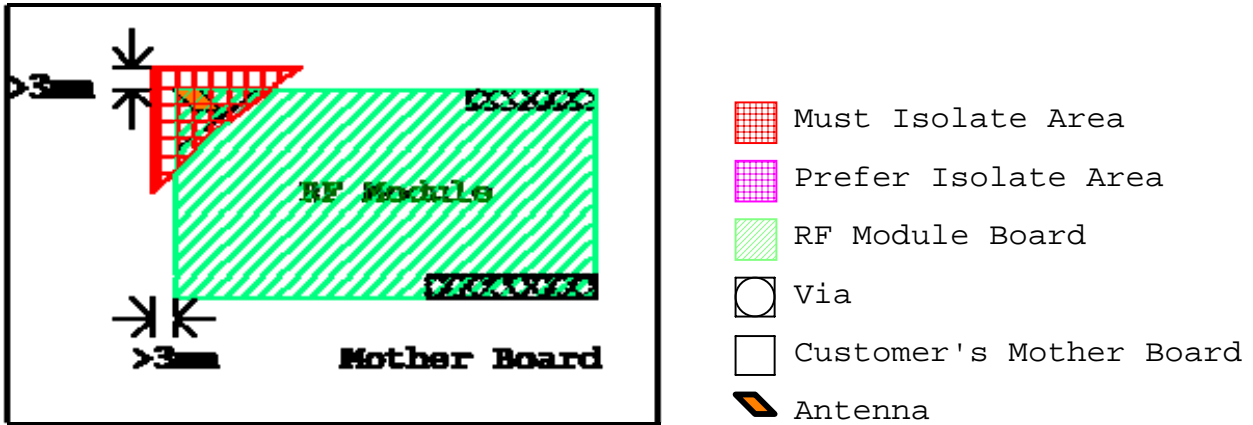 >3mm
RF Module
>3mm
Mother Board
Must Isolate Area
Prefer Isolate Area
RF Module Board
Via
Customer's Mother Board
Antenna